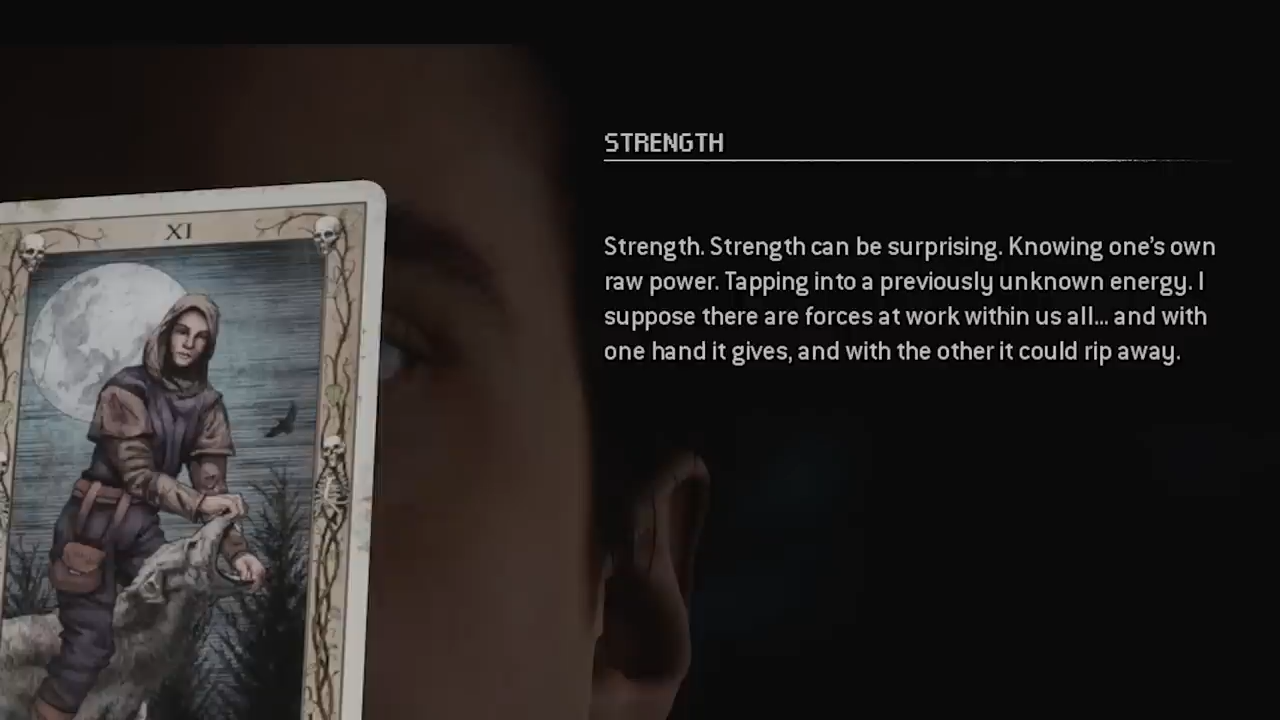 XI
STRENGTH
Strength. Strength can be surprising. Knowing one's own
raw power. Tapping into a previously unknown energy. I
suppose there are forces at work within us all... and with
one hand it gives, and with the other it could rip away.